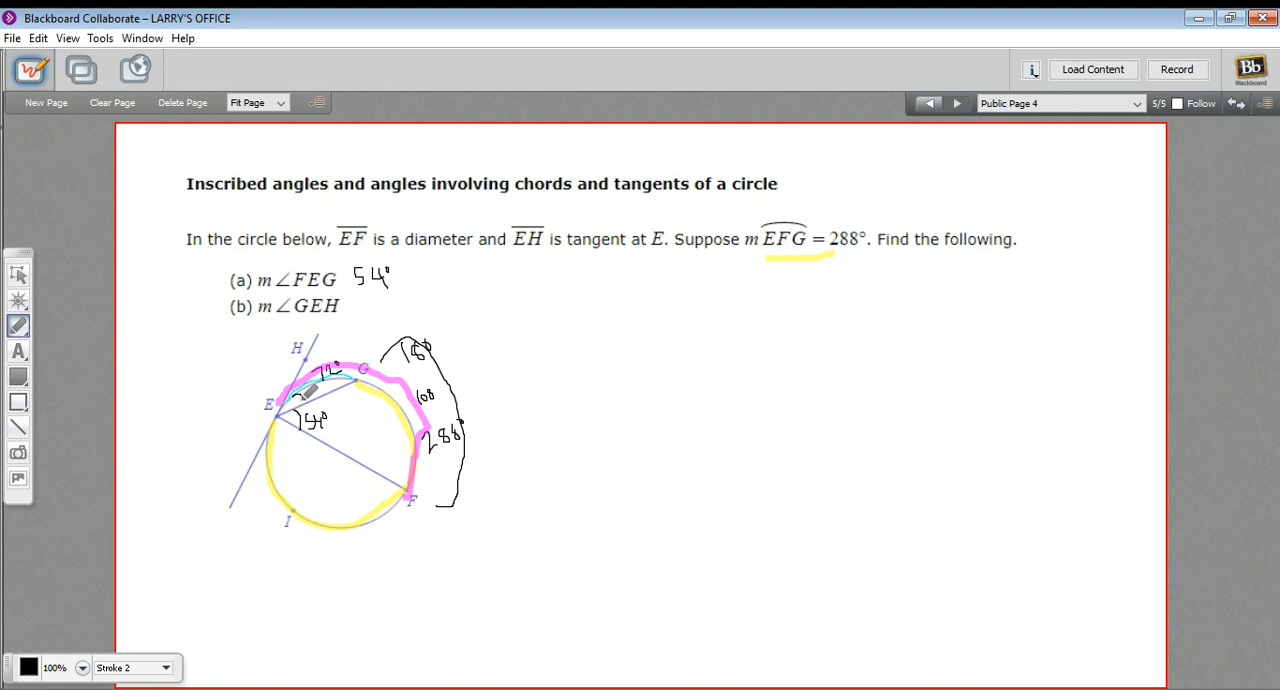 Blackboard Collaborate – LARRY'S OFFICE
File Edit View Tools Window Help
i Load Content Record Bb Blackboard
New Page Clear Page Delete Page Fit Page Public Page 4 5/5 Follow
Inscribed angles and angles involving chords and tangents of a circle
In the circle below, EF is a diameter and EH is tangent at E. Suppose m EFG = 288°. Find the following.
(a) m∠FEG 54°
(b) m∠GEH
A
H
72° G 180°
E 108
54° 288°
F
I
100% Stroke 2